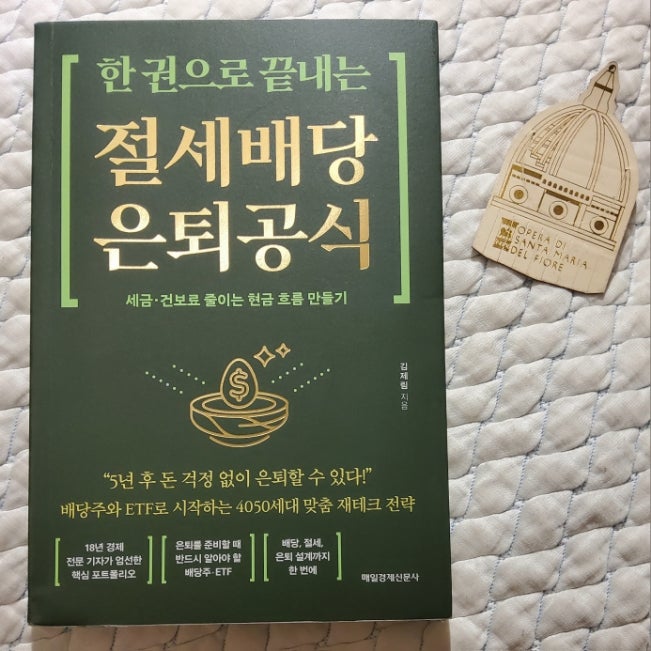 한 권으로 끝내는
절세배당
은퇴공식
세금·건보료 줄이는 현금 흐름 만들기
김제림 지음
$
“5년 후 돈 걱정 없이 은퇴할 수 있다!”
배당주와 ETF로 시작하는 4050세대 맞춤 재테크 전략
18년 경제
전문 기자가 엄선한
핵심 포트폴리오
은퇴를 준비할 때
반드시 알아야 할
배당주·ETF
배당, 절세,
은퇴 설계까지
한 번에
매일경제신문사
OPERA DI
SANTA MARIA
DEL FIORE